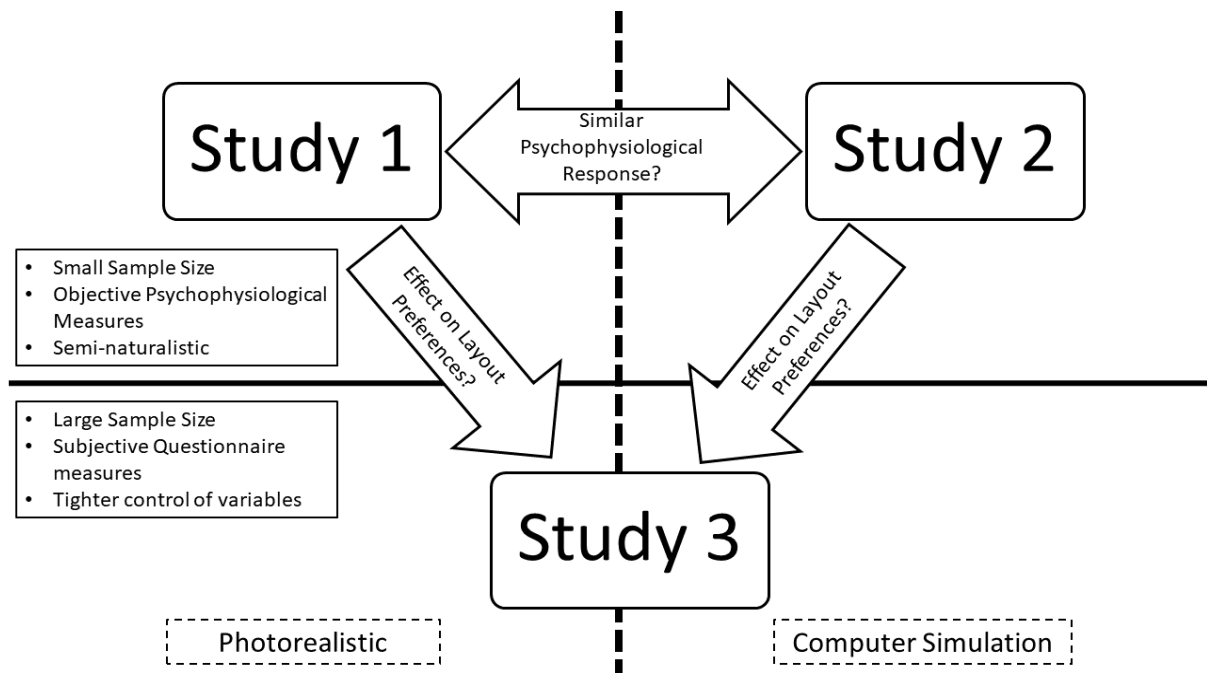 Study 1
Similar
Psychophysiological
Response?
Study 2
• Small Sample Size
• Objective Psychophysiological
Measures
• Semi-naturalistic
Effect on Layout
Preferences?
Effect on Layout
Preferences?
• Large Sample Size
• Subjective Questionnaire
measures
• Tighter control of variables
Study 3
Photorealistic
Computer Simulation